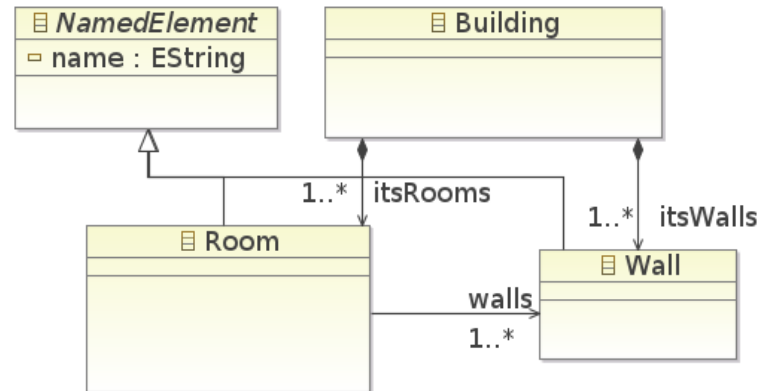 NamedElement
name : EString
Building
1..* itsRooms
1..* itsWalls
Room
Wall
walls
1..*